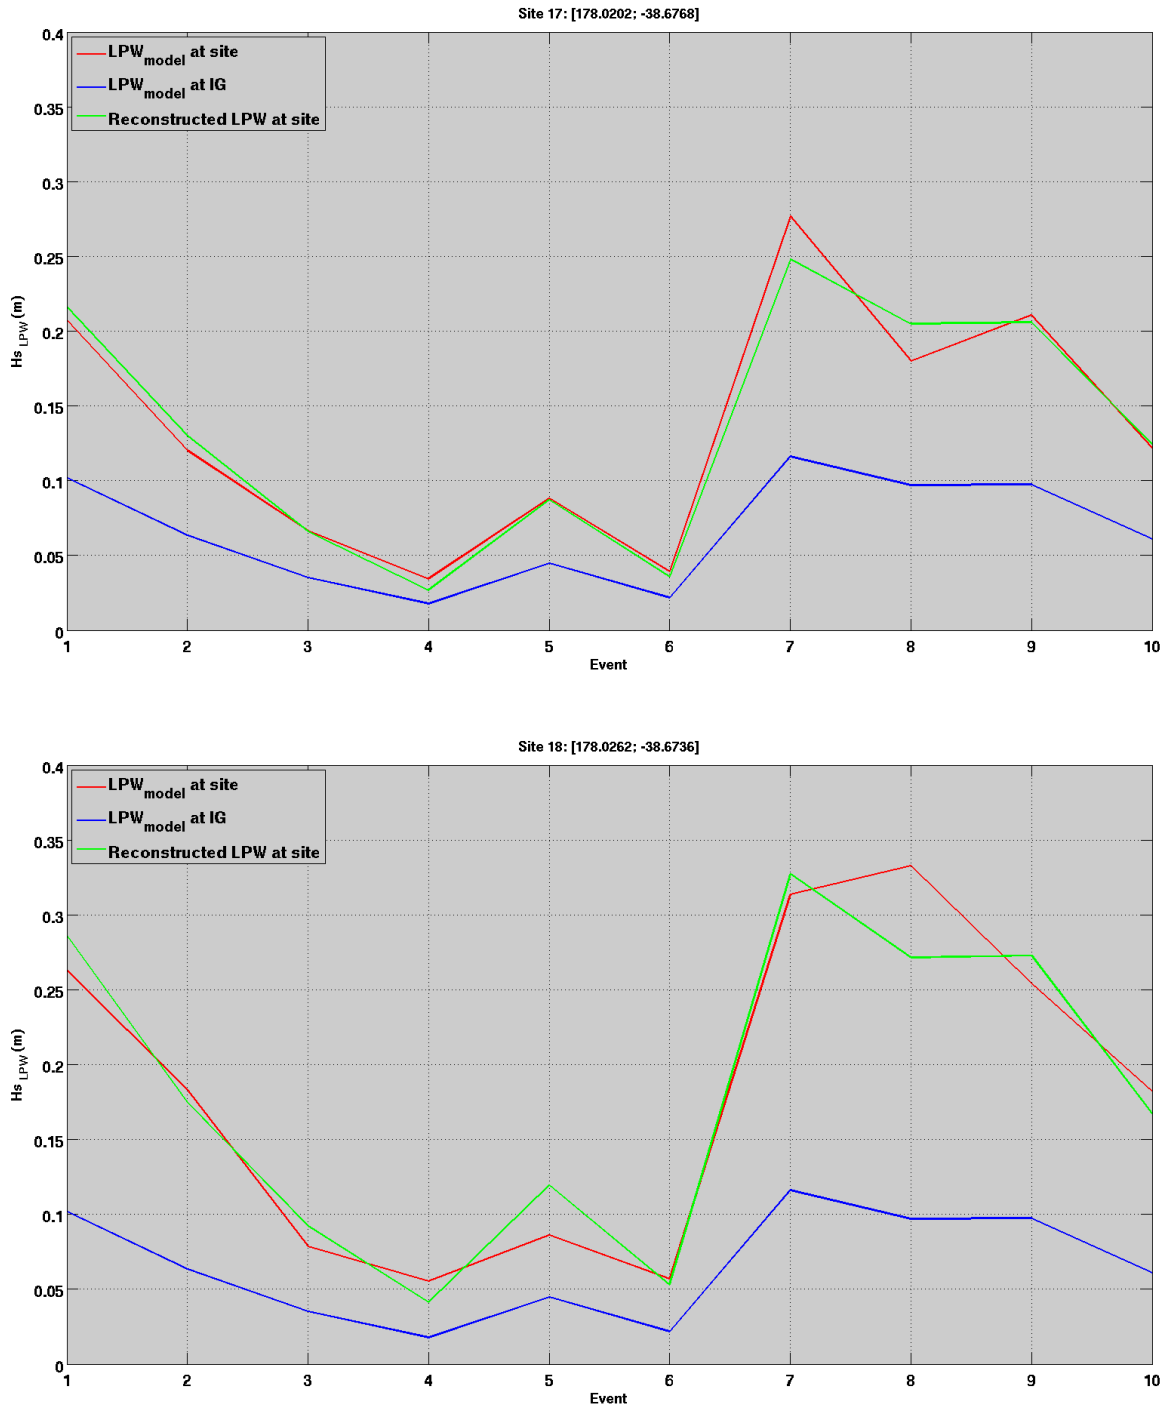 Site 17: [178.0202; -38.6768]
0.4
LPWmodel at site
LPWmodel at IG
Reconstructed LPW at site
0.35
0.3
0.25
0.2
0.15
0.1
0.05
0
Hs LPW (m)
1 2 3 4 5 6 7 8 9 10
Event
Site 18: [178.0262; -38.6736]
0.4
LPWmodel at site
LPWmodel at IG
Reconstructed LPW at site
0.35
0.3
0.25
0.2
0.15
0.1
0.05
0
Hs LPW (m)
1 2 3 4 5 6 7 8 9 10
Event